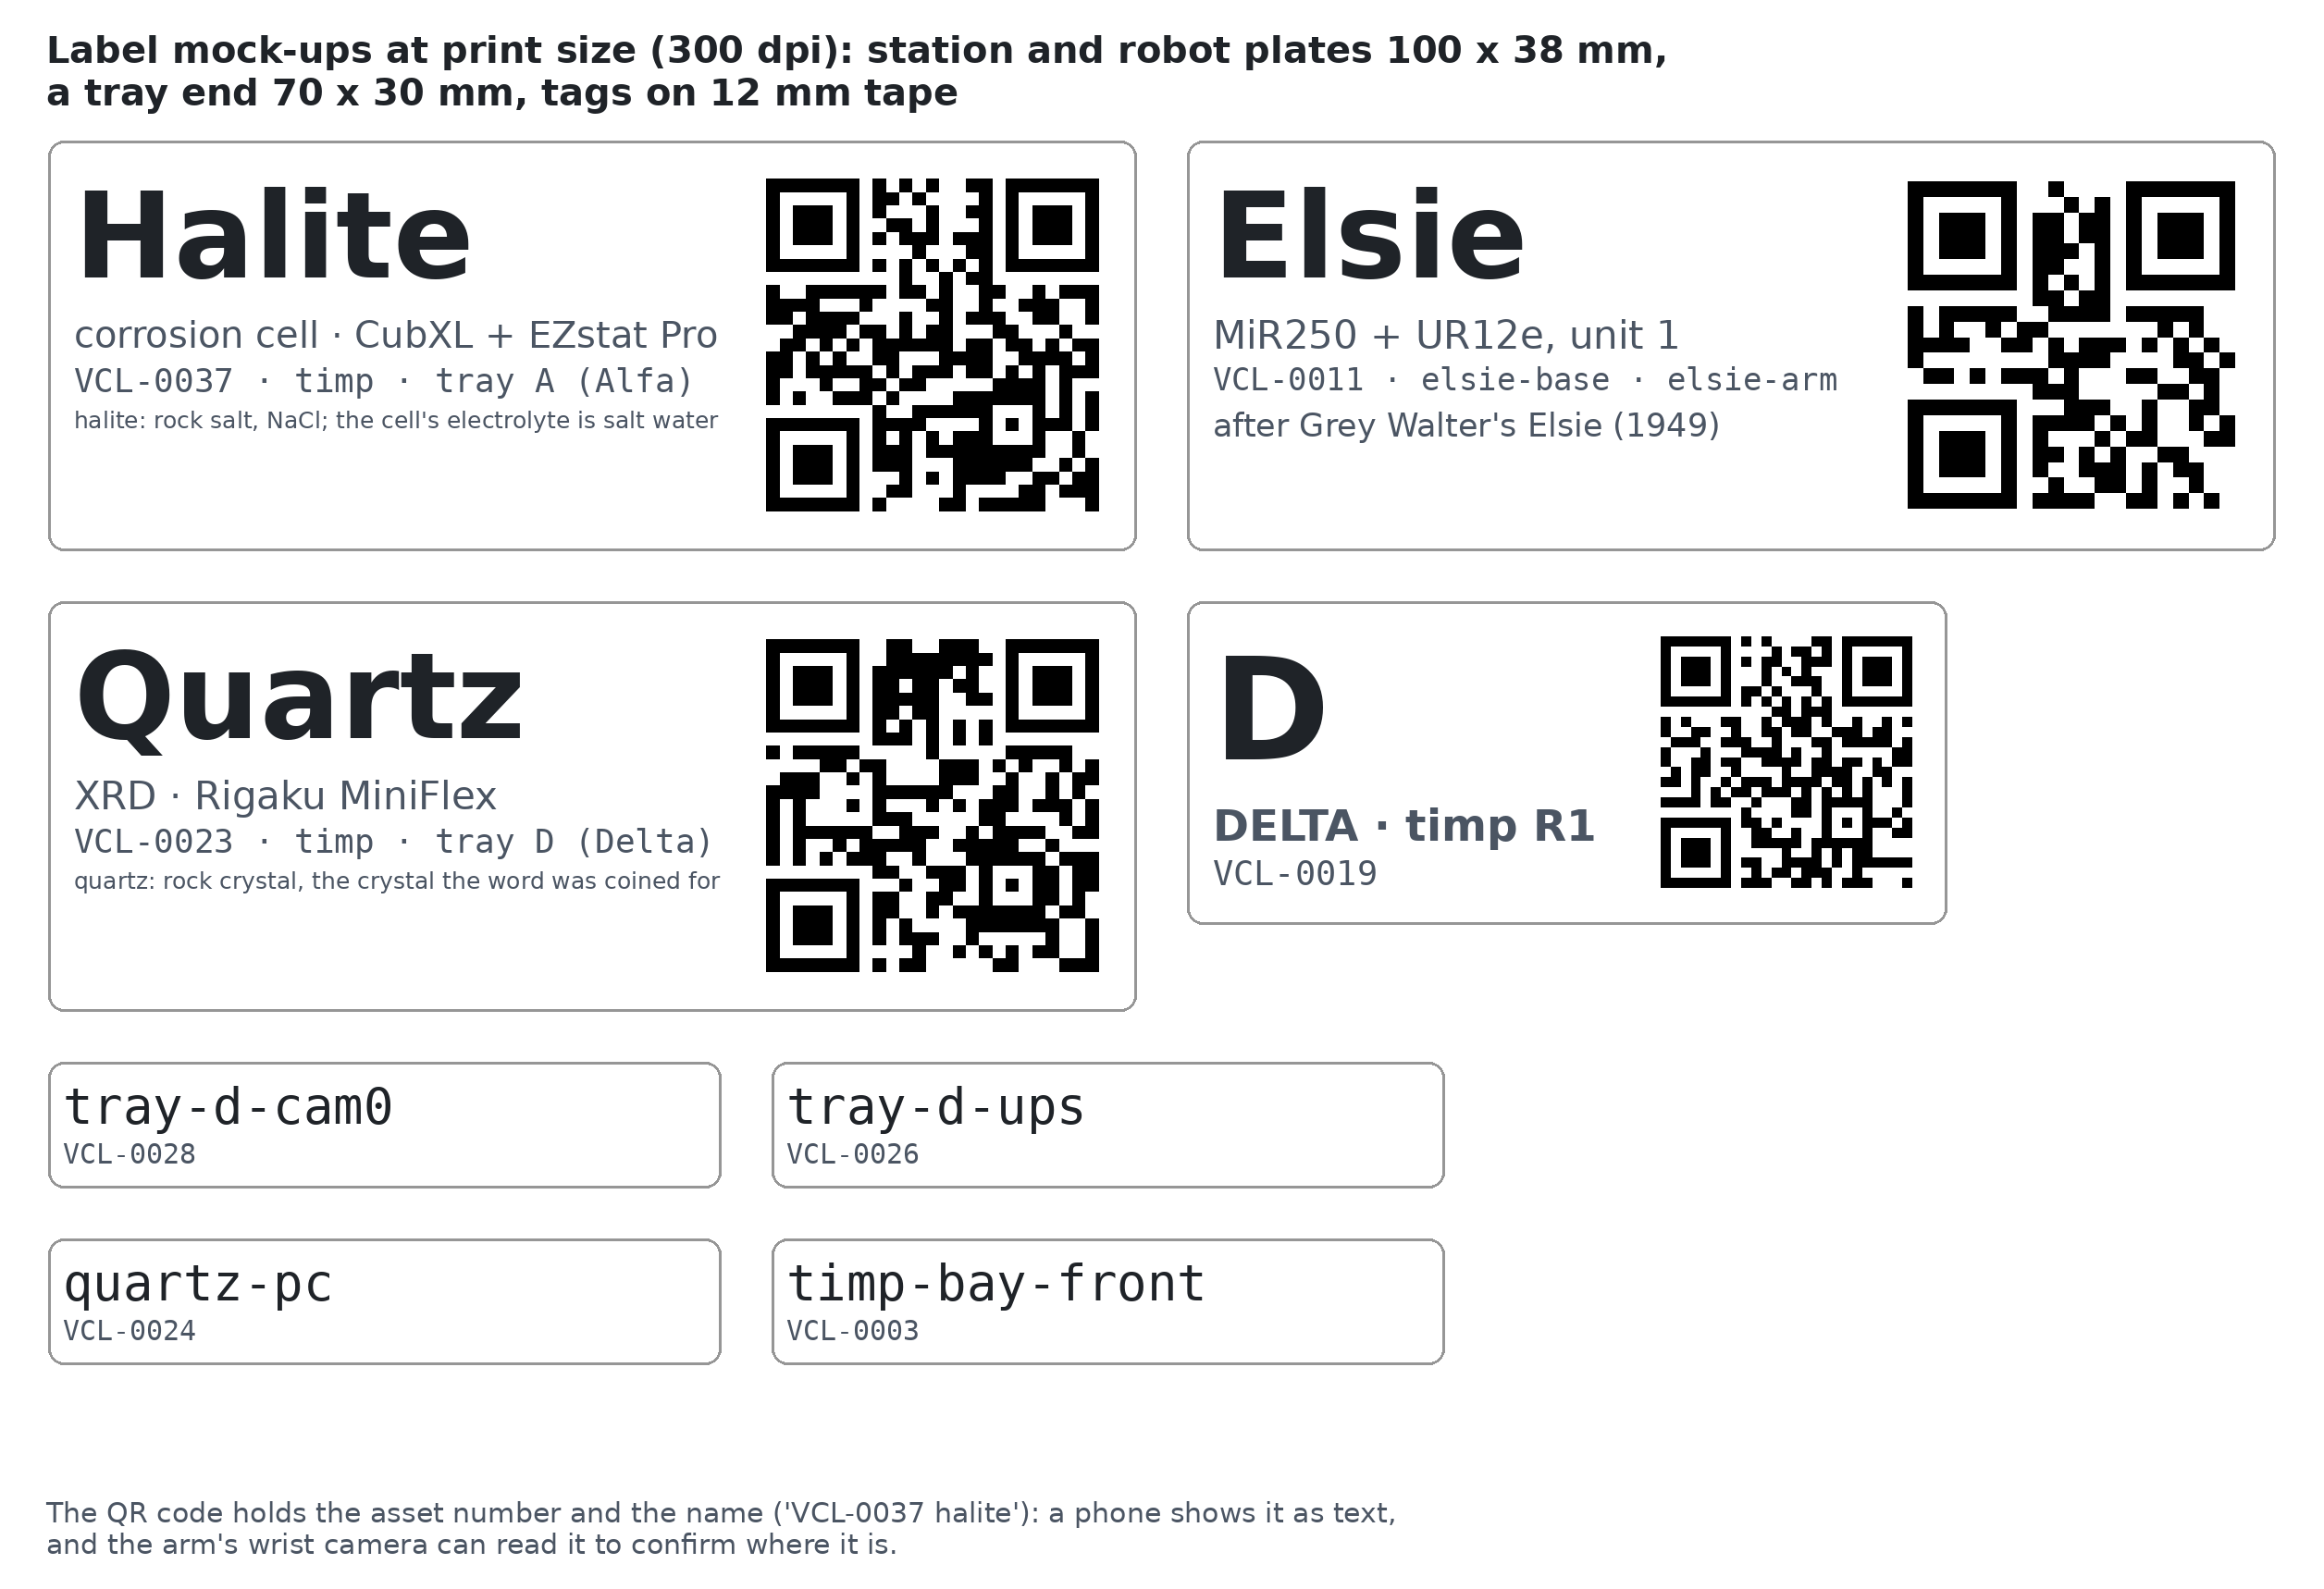 Label mock-ups at print size (300 dpi): station and robot plates 100 x 38 mm,
a tray end 70 x 30 mm, tags on 12 mm tape
Halite
corrosion cell · CubXL + EZstat Pro
VCL-0037 · timp · tray A (Alfa)
halite: rock salt, NaCl; the cell's electrolyte is salt water
Elsie
MiR250 + UR12e, unit 1
VCL-0011 · elsie-base · elsie-arm
after Grey Walter's Elsie (1949)
Quartz
XRD · Rigaku MiniFlex
VCL-0023 · timp · tray D (Delta)
quartz: rock crystal, the crystal the word was coined for
D
DELTA · timp R1
VCL-0019
tray-d-cam0
VCL-0028
tray-d-ups
VCL-0026
quartz-pc
VCL-0024
timp-bay-front
VCL-0003
The QR code holds the asset number and the name ('VCL-0037 halite'): a phone shows it as text,
and the arm's wrist camera can read it to confirm where it is.